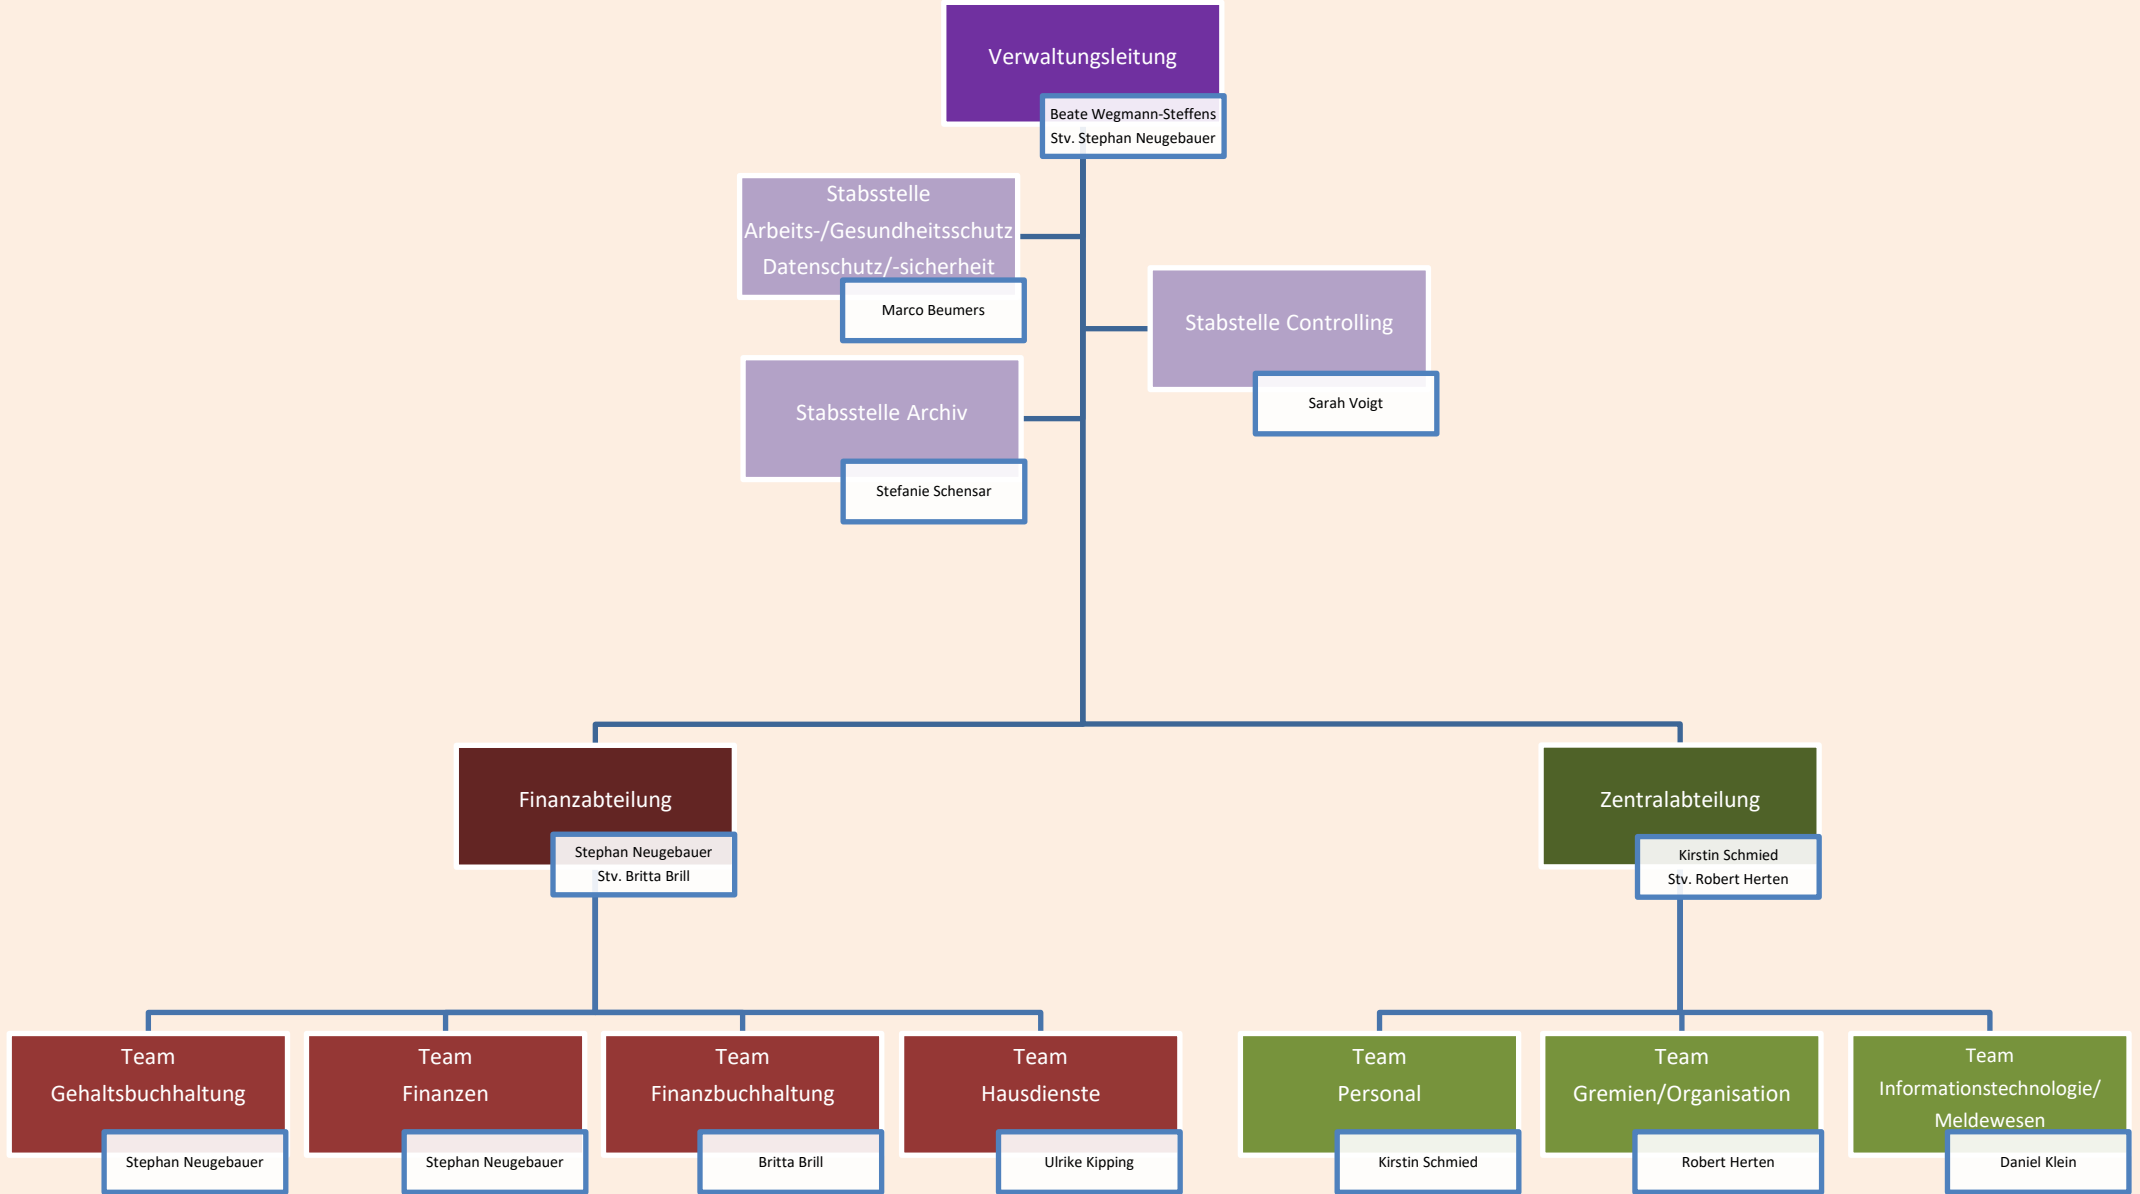 Verwaltungsleitung
Beate Wegmann-Steffens
Stv. Stephan Neugebauer
Stabsstelle
Arbeits-/Gesundheitsschutz
Datenschutz/-sicherheit
Marco Beumers
Stabstelle Controlling
Sarah Voigt
Stabsstelle Archiv
Stefanie Schensar
Finanzabteilung
Stephan Neugebauer
Stv. Britta Brill
Zentralabteilung
Kirstin Schmied
Stv. Robert Herten
Team
Gehaltsbuchhaltung
Stephan Neugebauer
Team
Finanzen
Stephan Neugebauer
Team
Finanzbuchhaltung
Britta Brill
Team
Hausdienste
Ulrike Kipping
Team
Personal
Kirstin Schmied
Team
Gremien/Organisation
Robert Herten
Team
Informationstechnologie/
Meldewesen
Daniel Klein